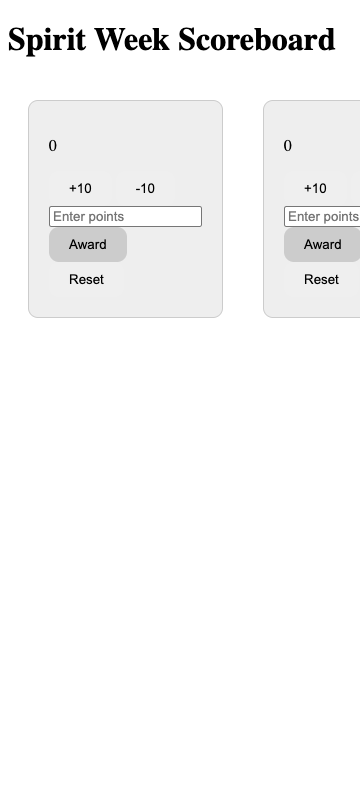 Spirit Week Scoreboard
0
+10 -10
Enter points
Award
Reset
0
+10
Enter points
Award
Reset